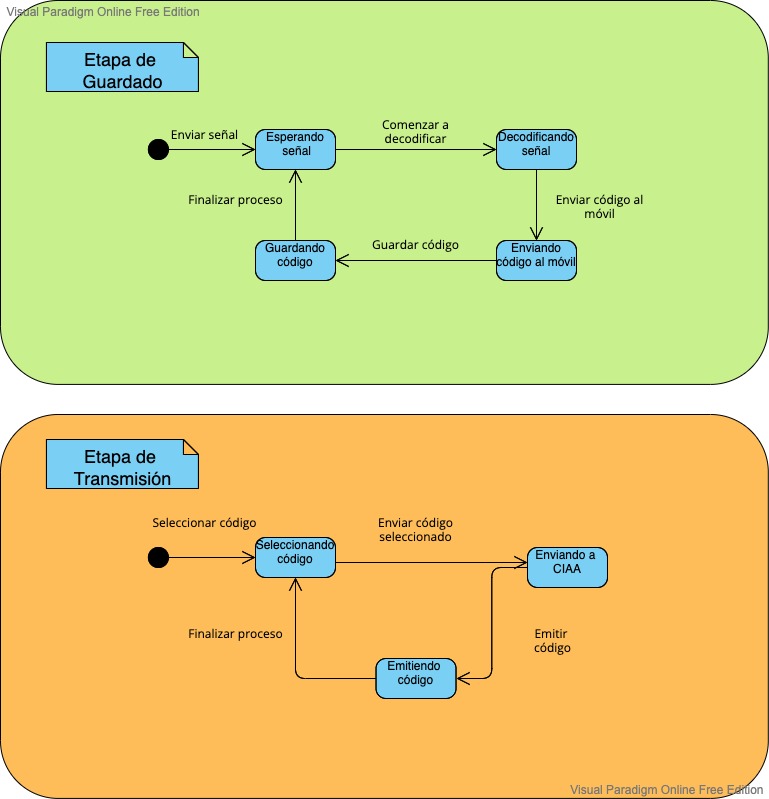 Visual Paradigm Online Free Edition
Etapa de
Guardado
Enviar señal
Esperando
señal
Comenzar a
decodificar
Decodificando
señal
Finalizar proceso
Enviar código al
móvil
Guardando
código
Guardar código
Enviando
código al móvil
Etapa de
Transmisión
Seleccionar código
Seleccionando
código
Enviar código
seleccionado
Enviando a
CIAA
Finalizar proceso
Emitir
código
Emitiendo
código
Visual Paradigm Online Free Edition